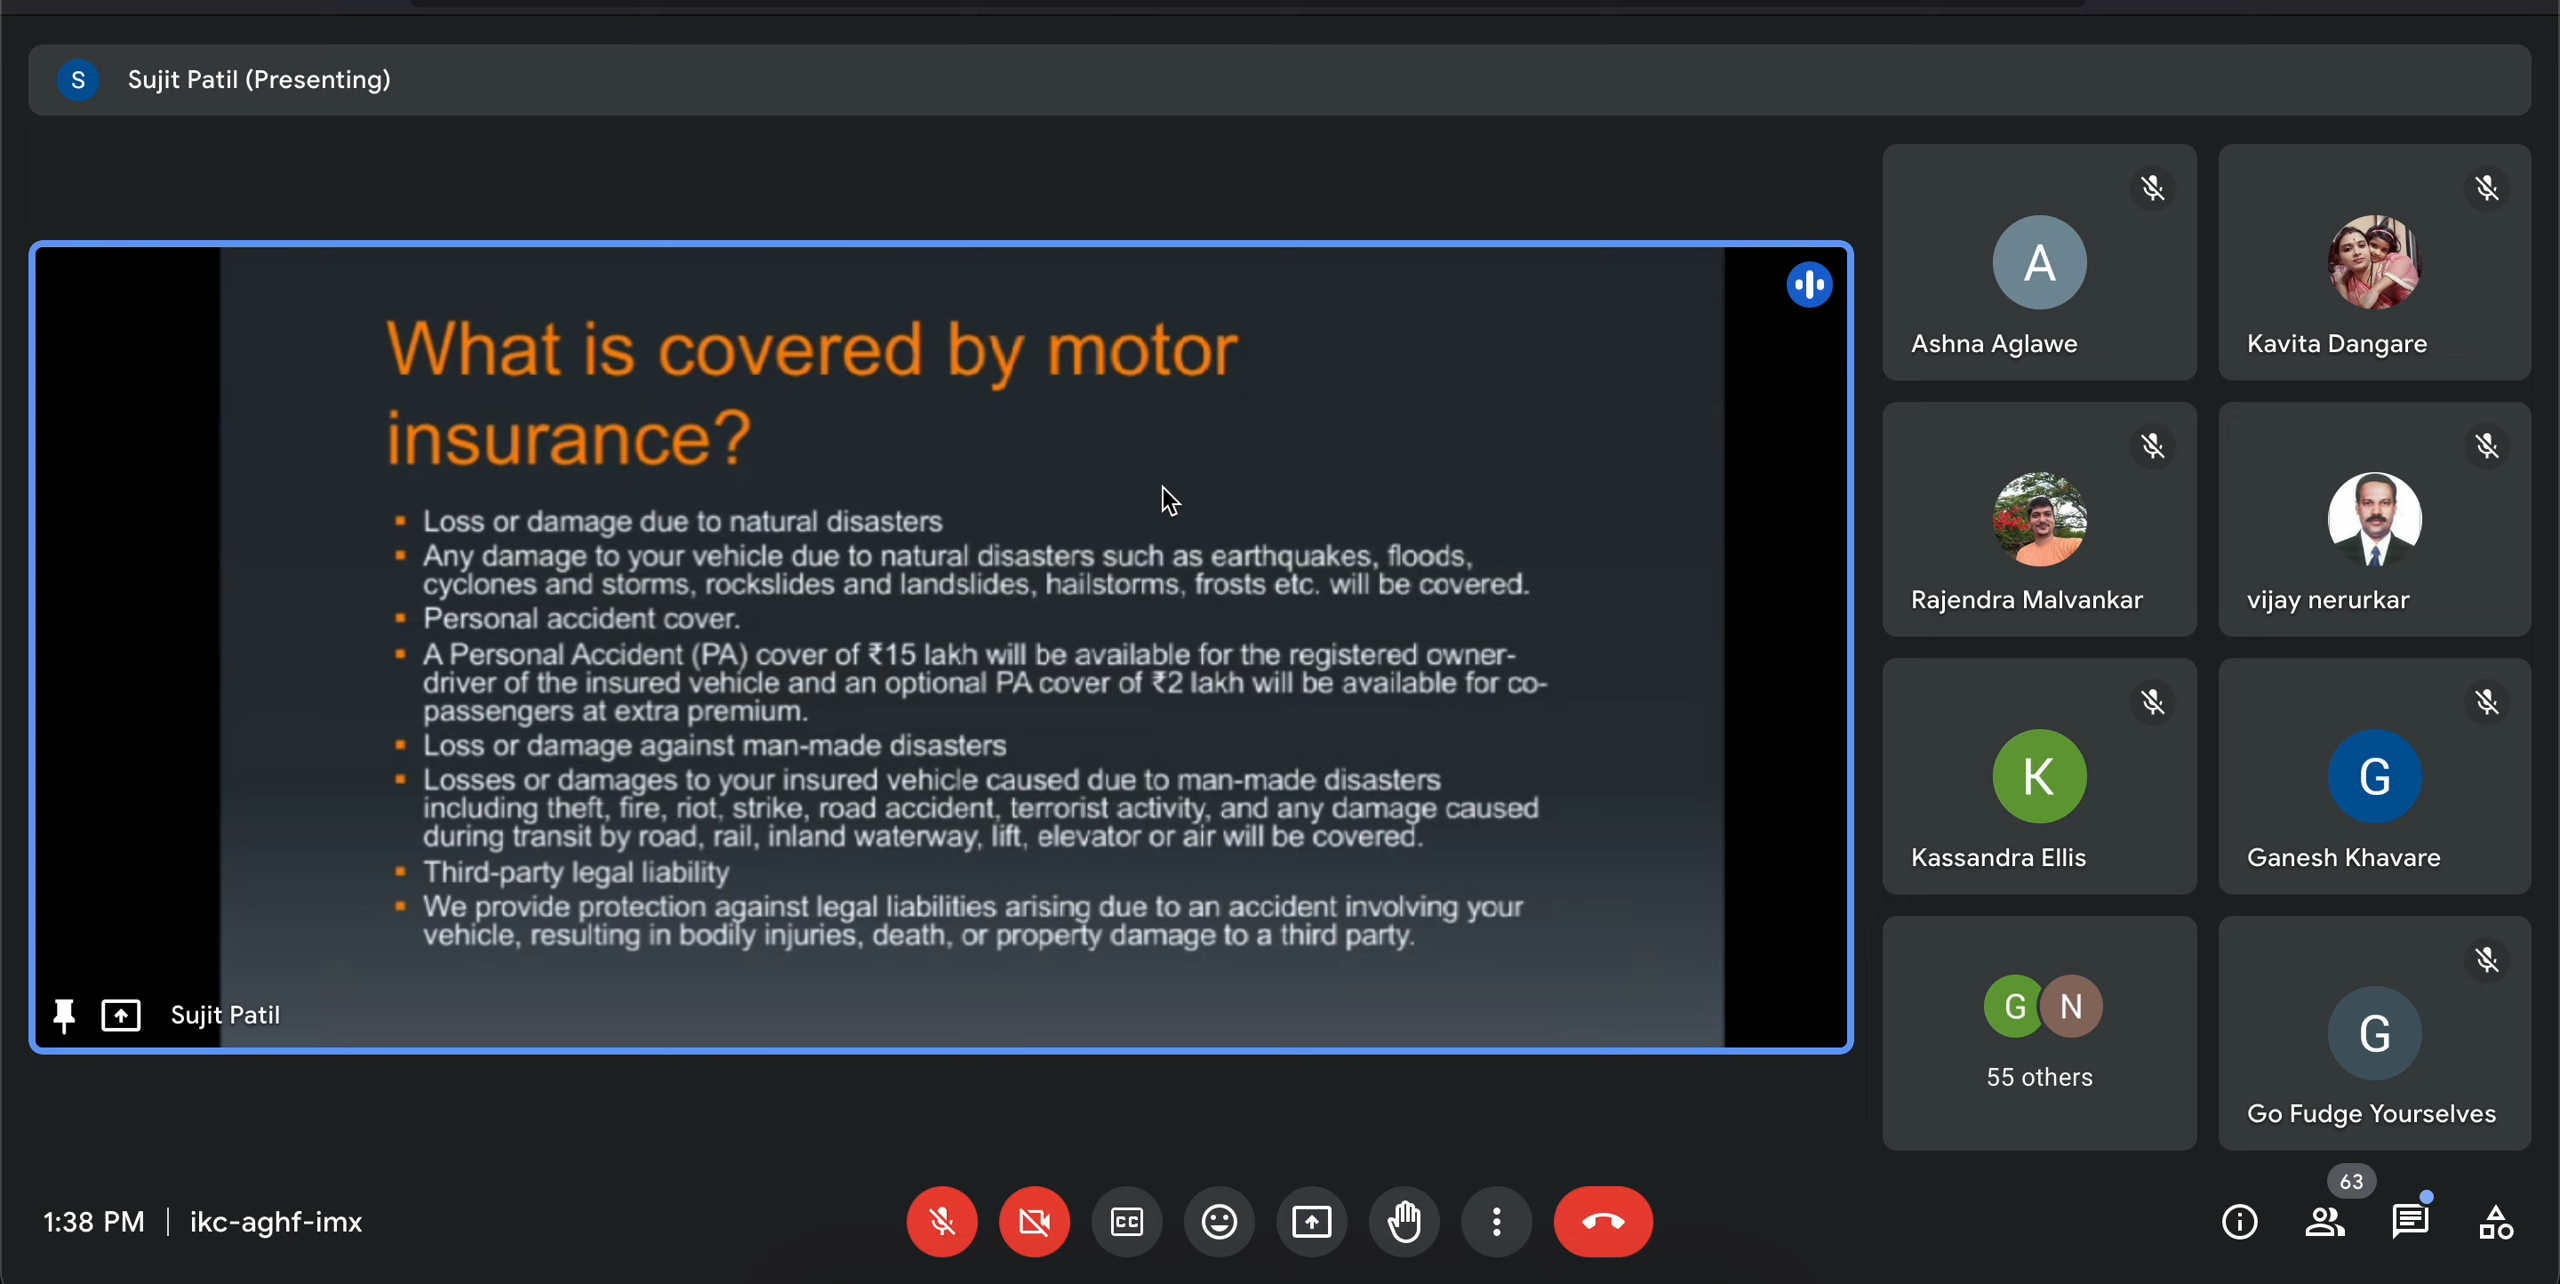 S Sujit Patil (Presenting)
What is covered by motor
insurance?
▪ Loss or damage due to natural disasters
▪ Any damage to your vehicle due to natural disasters such as earthquakes, floods,
cyclones and storms, rockslides and landslides, hailstorms, frosts etc. will be covered.
▪ Personal accident cover.
▪ A Personal Accident (PA) cover of ₹15 lakh will be available for the registered owner-
driver of the insured vehicle and an optional PA cover of ₹2 lakh will be available for co-
passengers at extra premium.
▪ Loss or damage against man-made disasters
▪ Losses or damages to your insured vehicle caused due to man-made disasters
including theft, fire, riot, strike, road accident, terrorist activity, and any damage caused
during transit by road, rail, inland waterway, lift, elevator or air will be covered.
▪ Third-party legal liability
▪ We provide protection against legal liabilities arising due to an accident involving your
vehicle, resulting in bodily injuries, death, or property damage to a third party.
Sujit Patil
A
Ashna Aglawe
Kavita Dangare
Rajendra Malvankar
vijay nerurkar
K
Kassandra Ellis
G
Ganesh Khavare
G N
55 others
G
Go Fudge Yourselves
1:38 PM | ikc-aghf-imx
CC
63